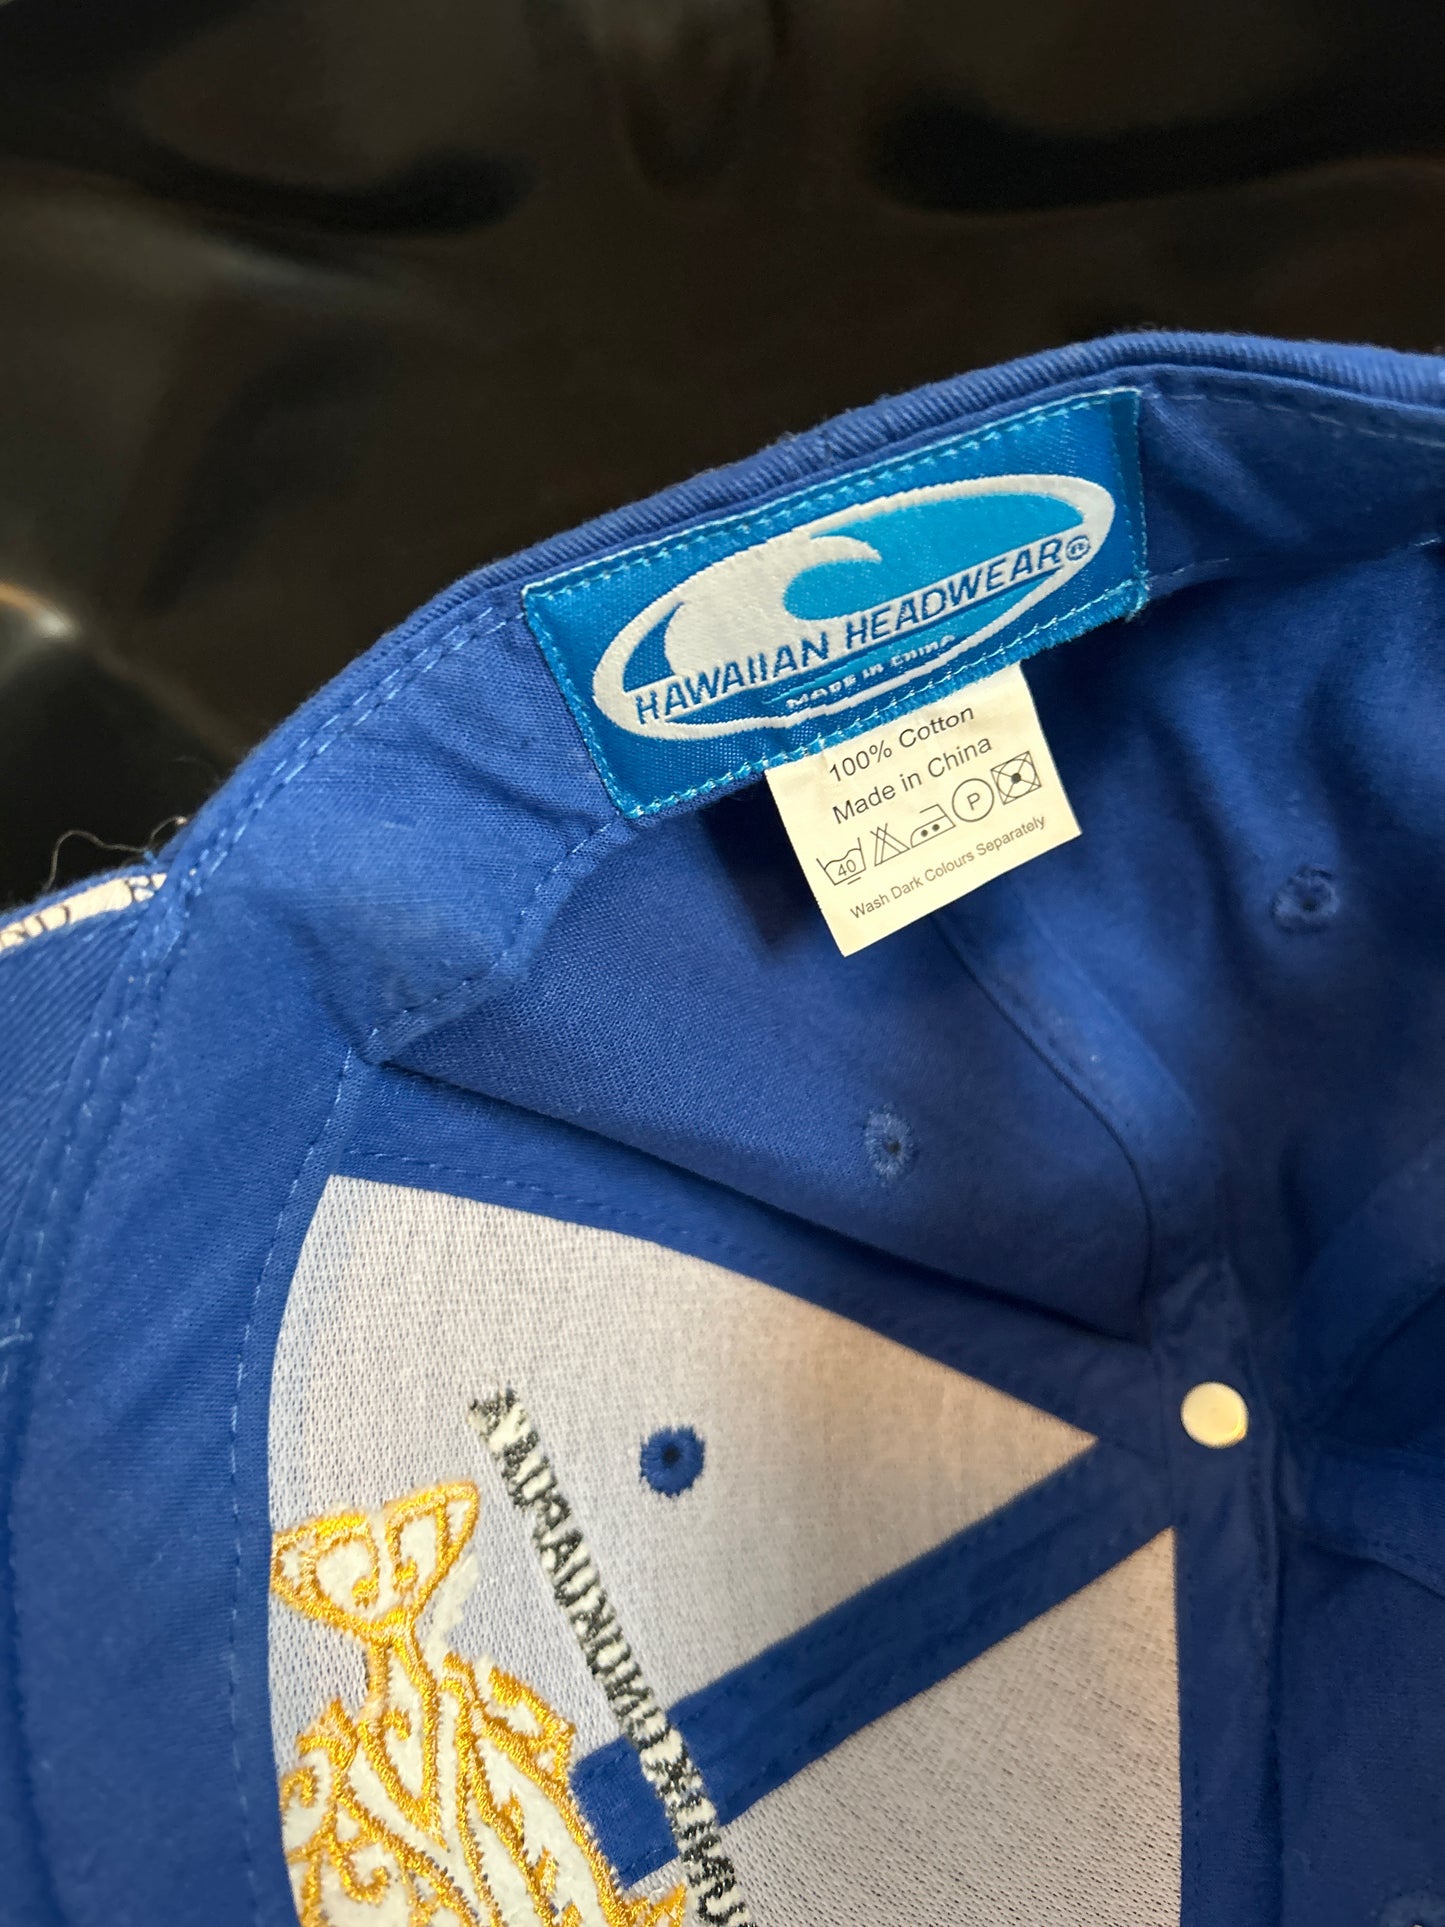 HAWAIIAN HEADWEAR®
MADE IN CHINA
100% Cotton
Made in China
40
P
Wash Dark Colours Separately